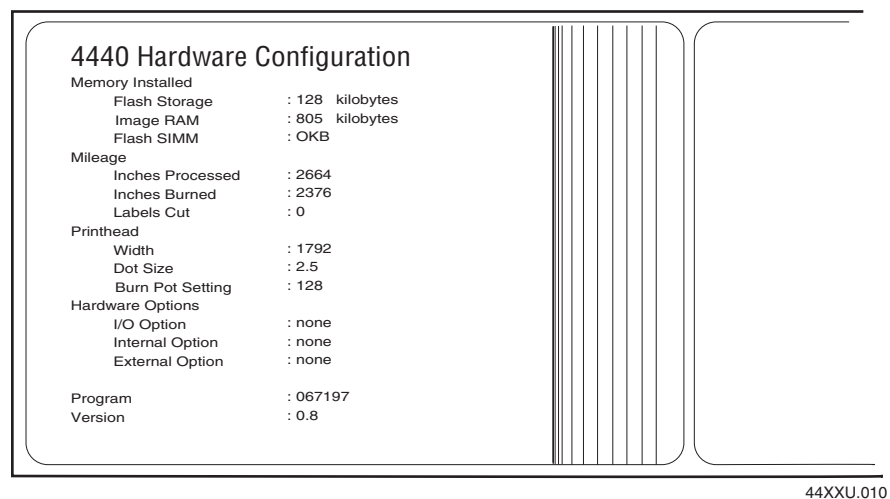 4440 Hardware Configuration
Memory Installed
Flash Storage : 128 kilobytes
Image RAM : 805 kilobytes
Flash SIMM : OKB
Mileage
Inches Processed : 2664
Inches Burned : 2376
Labels Cut : 0
Printhead
Width : 1792
Dot Size : 2.5
Burn Pot Setting : 128
Hardware Options
I/O Option : none
Internal Option : none
External Option : none
Program : 067197
Version : 0.8
44XXU.010